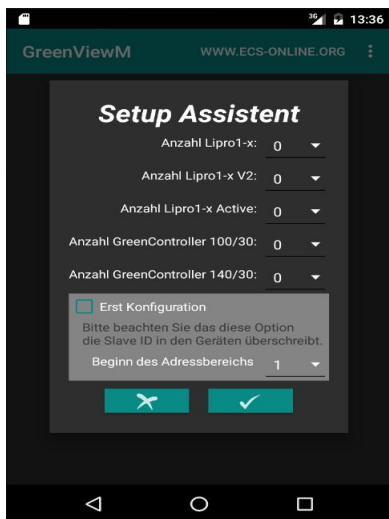 3G 13:36
GreenViewM WWW.ECS-ONLINE.ORG
Setup Assistent
Anzahl Lipro1-x: 0
Anzahl Lipro1-x V2: 0
Anzahl Lipro1-x Active: 0
Anzahl GreenController 100/30: 0
Anzahl GreenController 140/30: 0
Erst Konfiguration
Bitte beachten Sie das diese Option
die Slave ID in den Geräten überschreibt.
Beginn des Adressbereichs 1